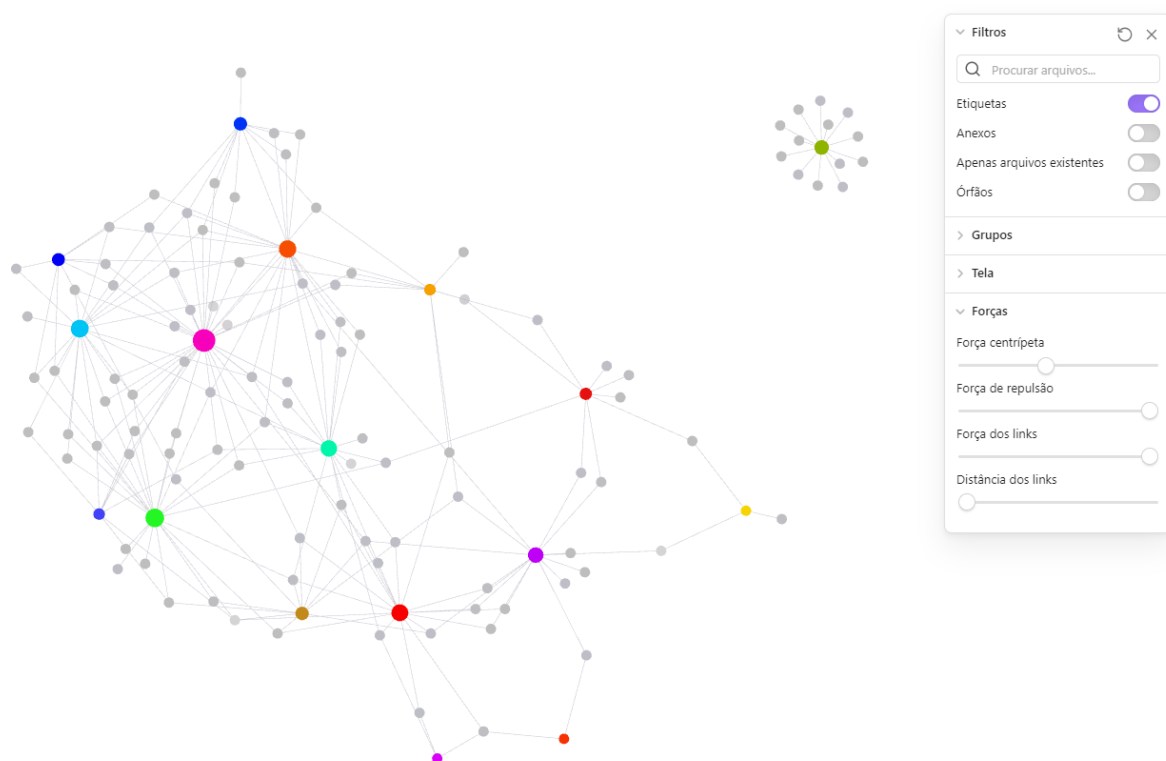 Filtros
Procurar arquivos...
Etiquetas
Anexos
Apenas arquivos existentes
Órfãos
Grupos
Tela
Forças
Força centrípeta
Força de repulsão
Força dos links
Distância dos links